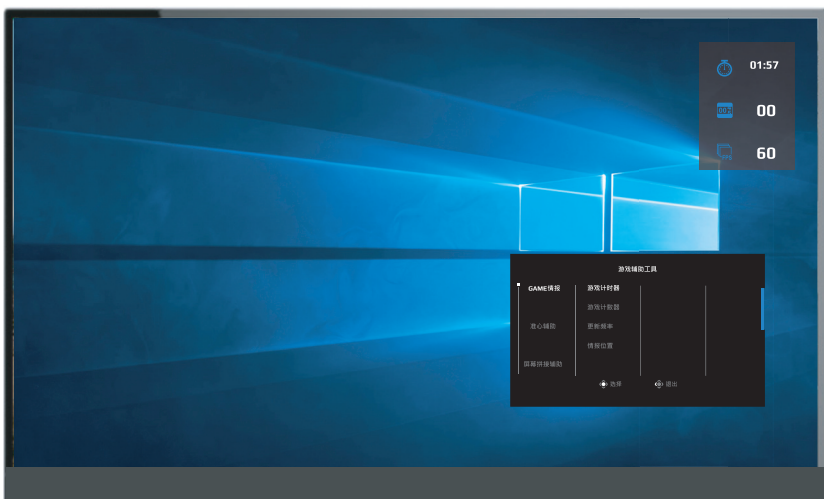 01:57
00
60
游戏辅助工具
GAME情报
游戏计时器
游戏计数器
准心辅助
更新频率
情报位置
屏幕拼接辅助
选择
退出